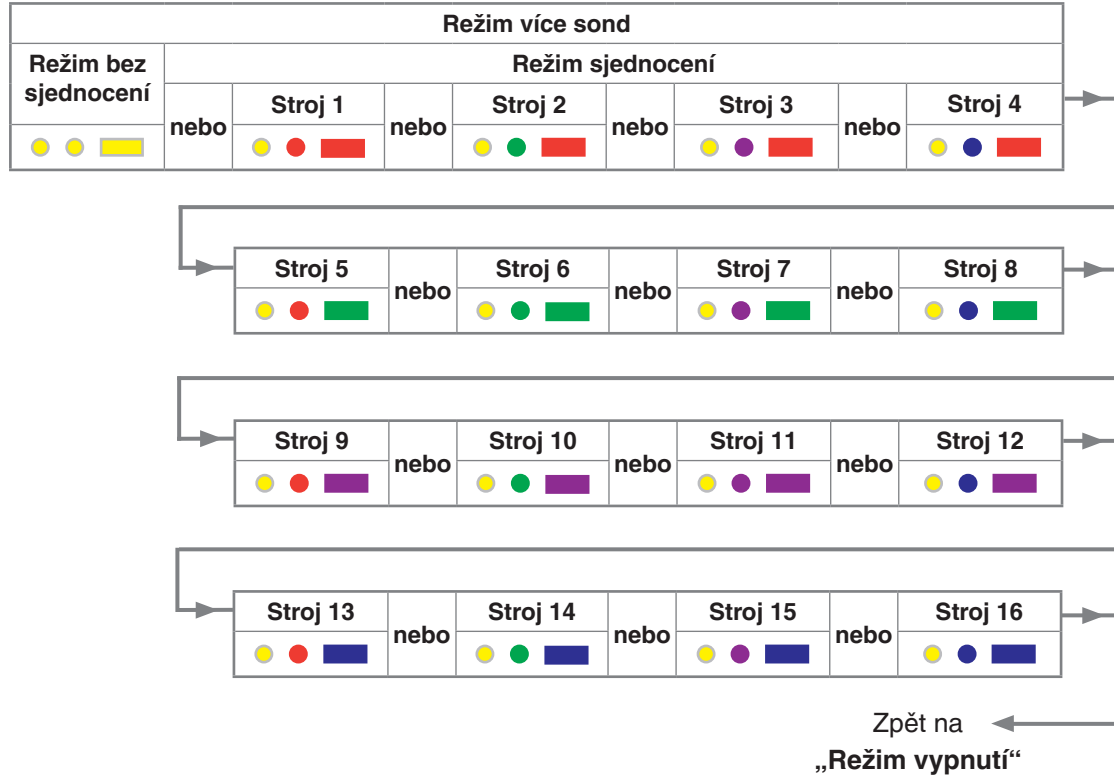 Režim více sond
Režim bez
sjednocení
Režim sjednocení
nebo
Stroj 1
nebo
Stroj 2
nebo
Stroj 3
nebo
Stroj 4
Stroj 5
nebo
Stroj 6
nebo
Stroj 7
nebo
Stroj 8
Stroj 9
nebo
Stroj 10
nebo
Stroj 11
nebo
Stroj 12
Stroj 13
nebo
Stroj 14
nebo
Stroj 15
nebo
Stroj 16
Zpět na
„Režim vypnutí“